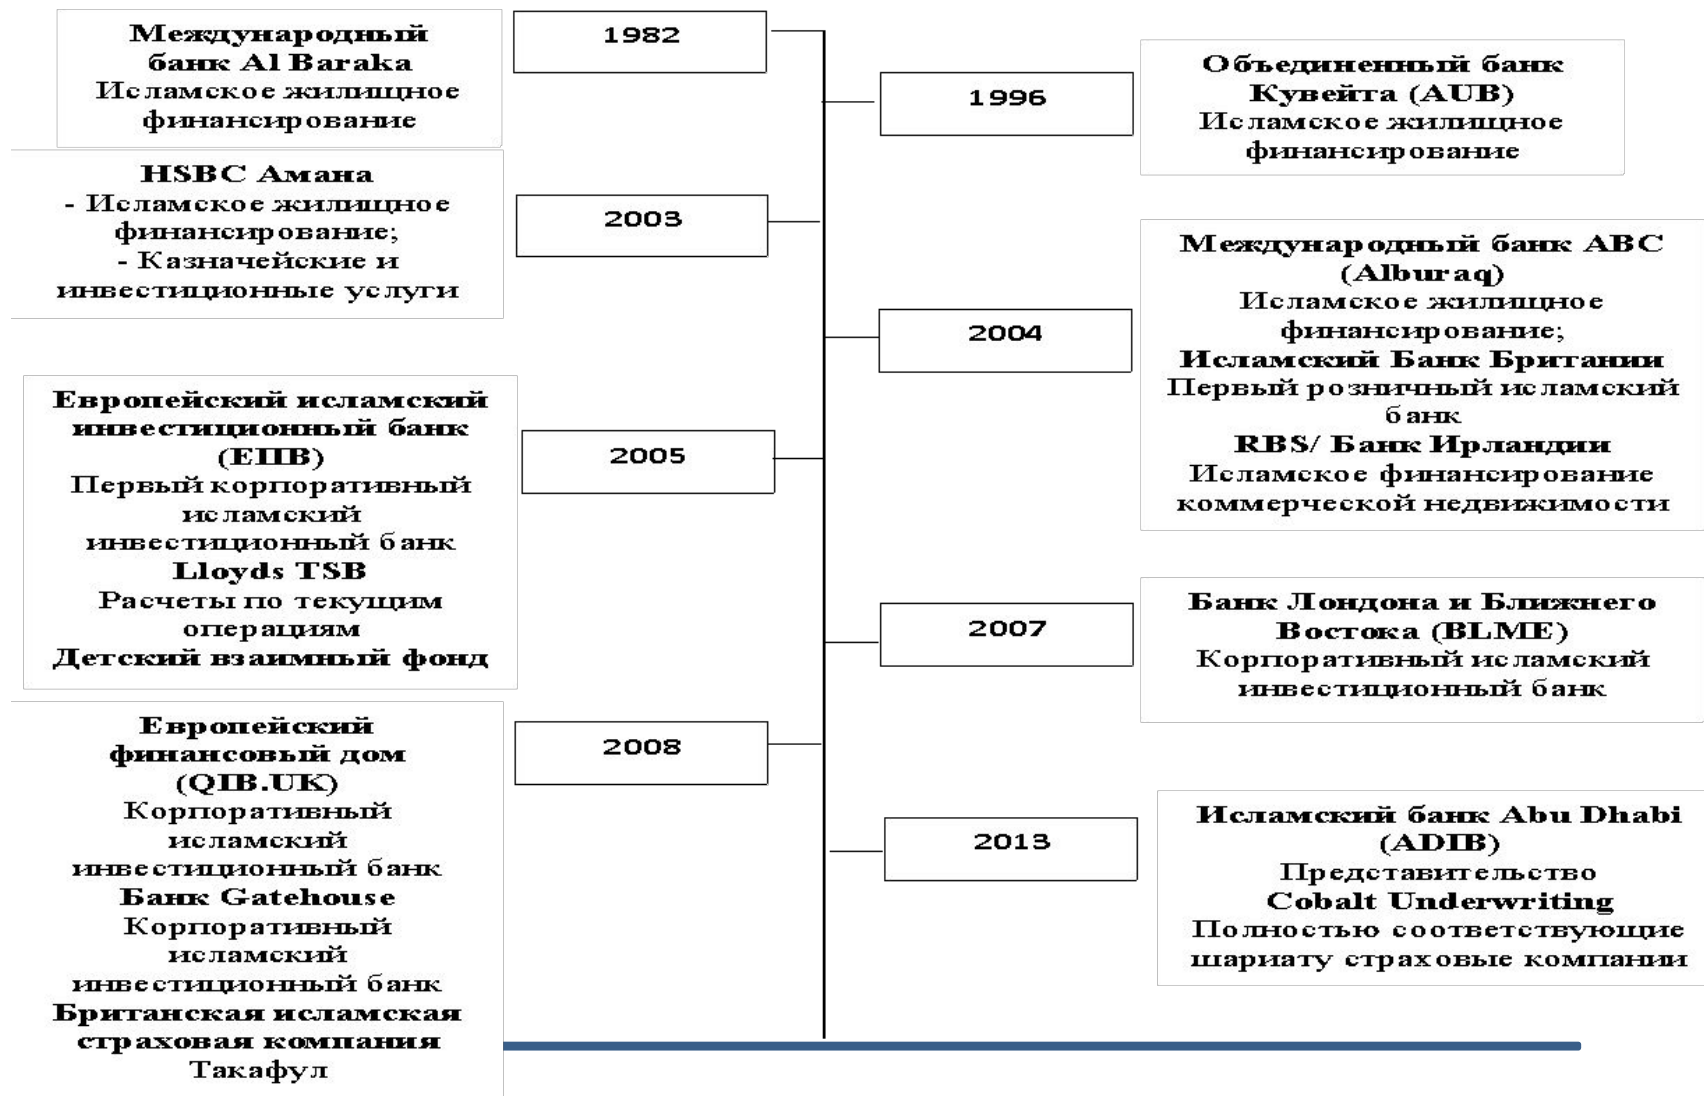 1982
Международный
банк Al Baraka
Исламское жилищное
финансирование
1996
Объединенный банк
Кувейта (AUB)
Исламское жилищное
финансирование
2003
HSBC Амана
- Исламское жилищное
финансирование;
- Казначейские и
инвестиционные услуги
2004
Международный банк ABC
(Alburaq)
Исламское жилищное
финансирование;
Исламский Банк Британии
Первый розничный исламский
банк
RBS/ Банк Ирландии
Исламское финансирование
коммерческой недвижимости
2005
Европейский исламский
инвестиционный банк
(EIIB)
Первый корпоративный
исламский
инвестиционный банк
Lloyds TSB
Расчеты по текущим
операциям
Детский взаимный фонд
2007
Банк Лондона и Ближнего
Востока (BLME)
Корпоративный исламский
инвестиционный банк
2008
Европейский
финансовый дом
(QIB.UK)
Корпоративный
исламский
инвестиционный банк
Банк Gatehouse
Корпоративный
исламский
инвестиционный банк
Британская исламская
страховая компания
Такафул
2013
Исламский банк Abu Dhabi
(ADIB)
Представительство
Cobalt Underwriting
Полностью соответствующие
шариату страховые компании